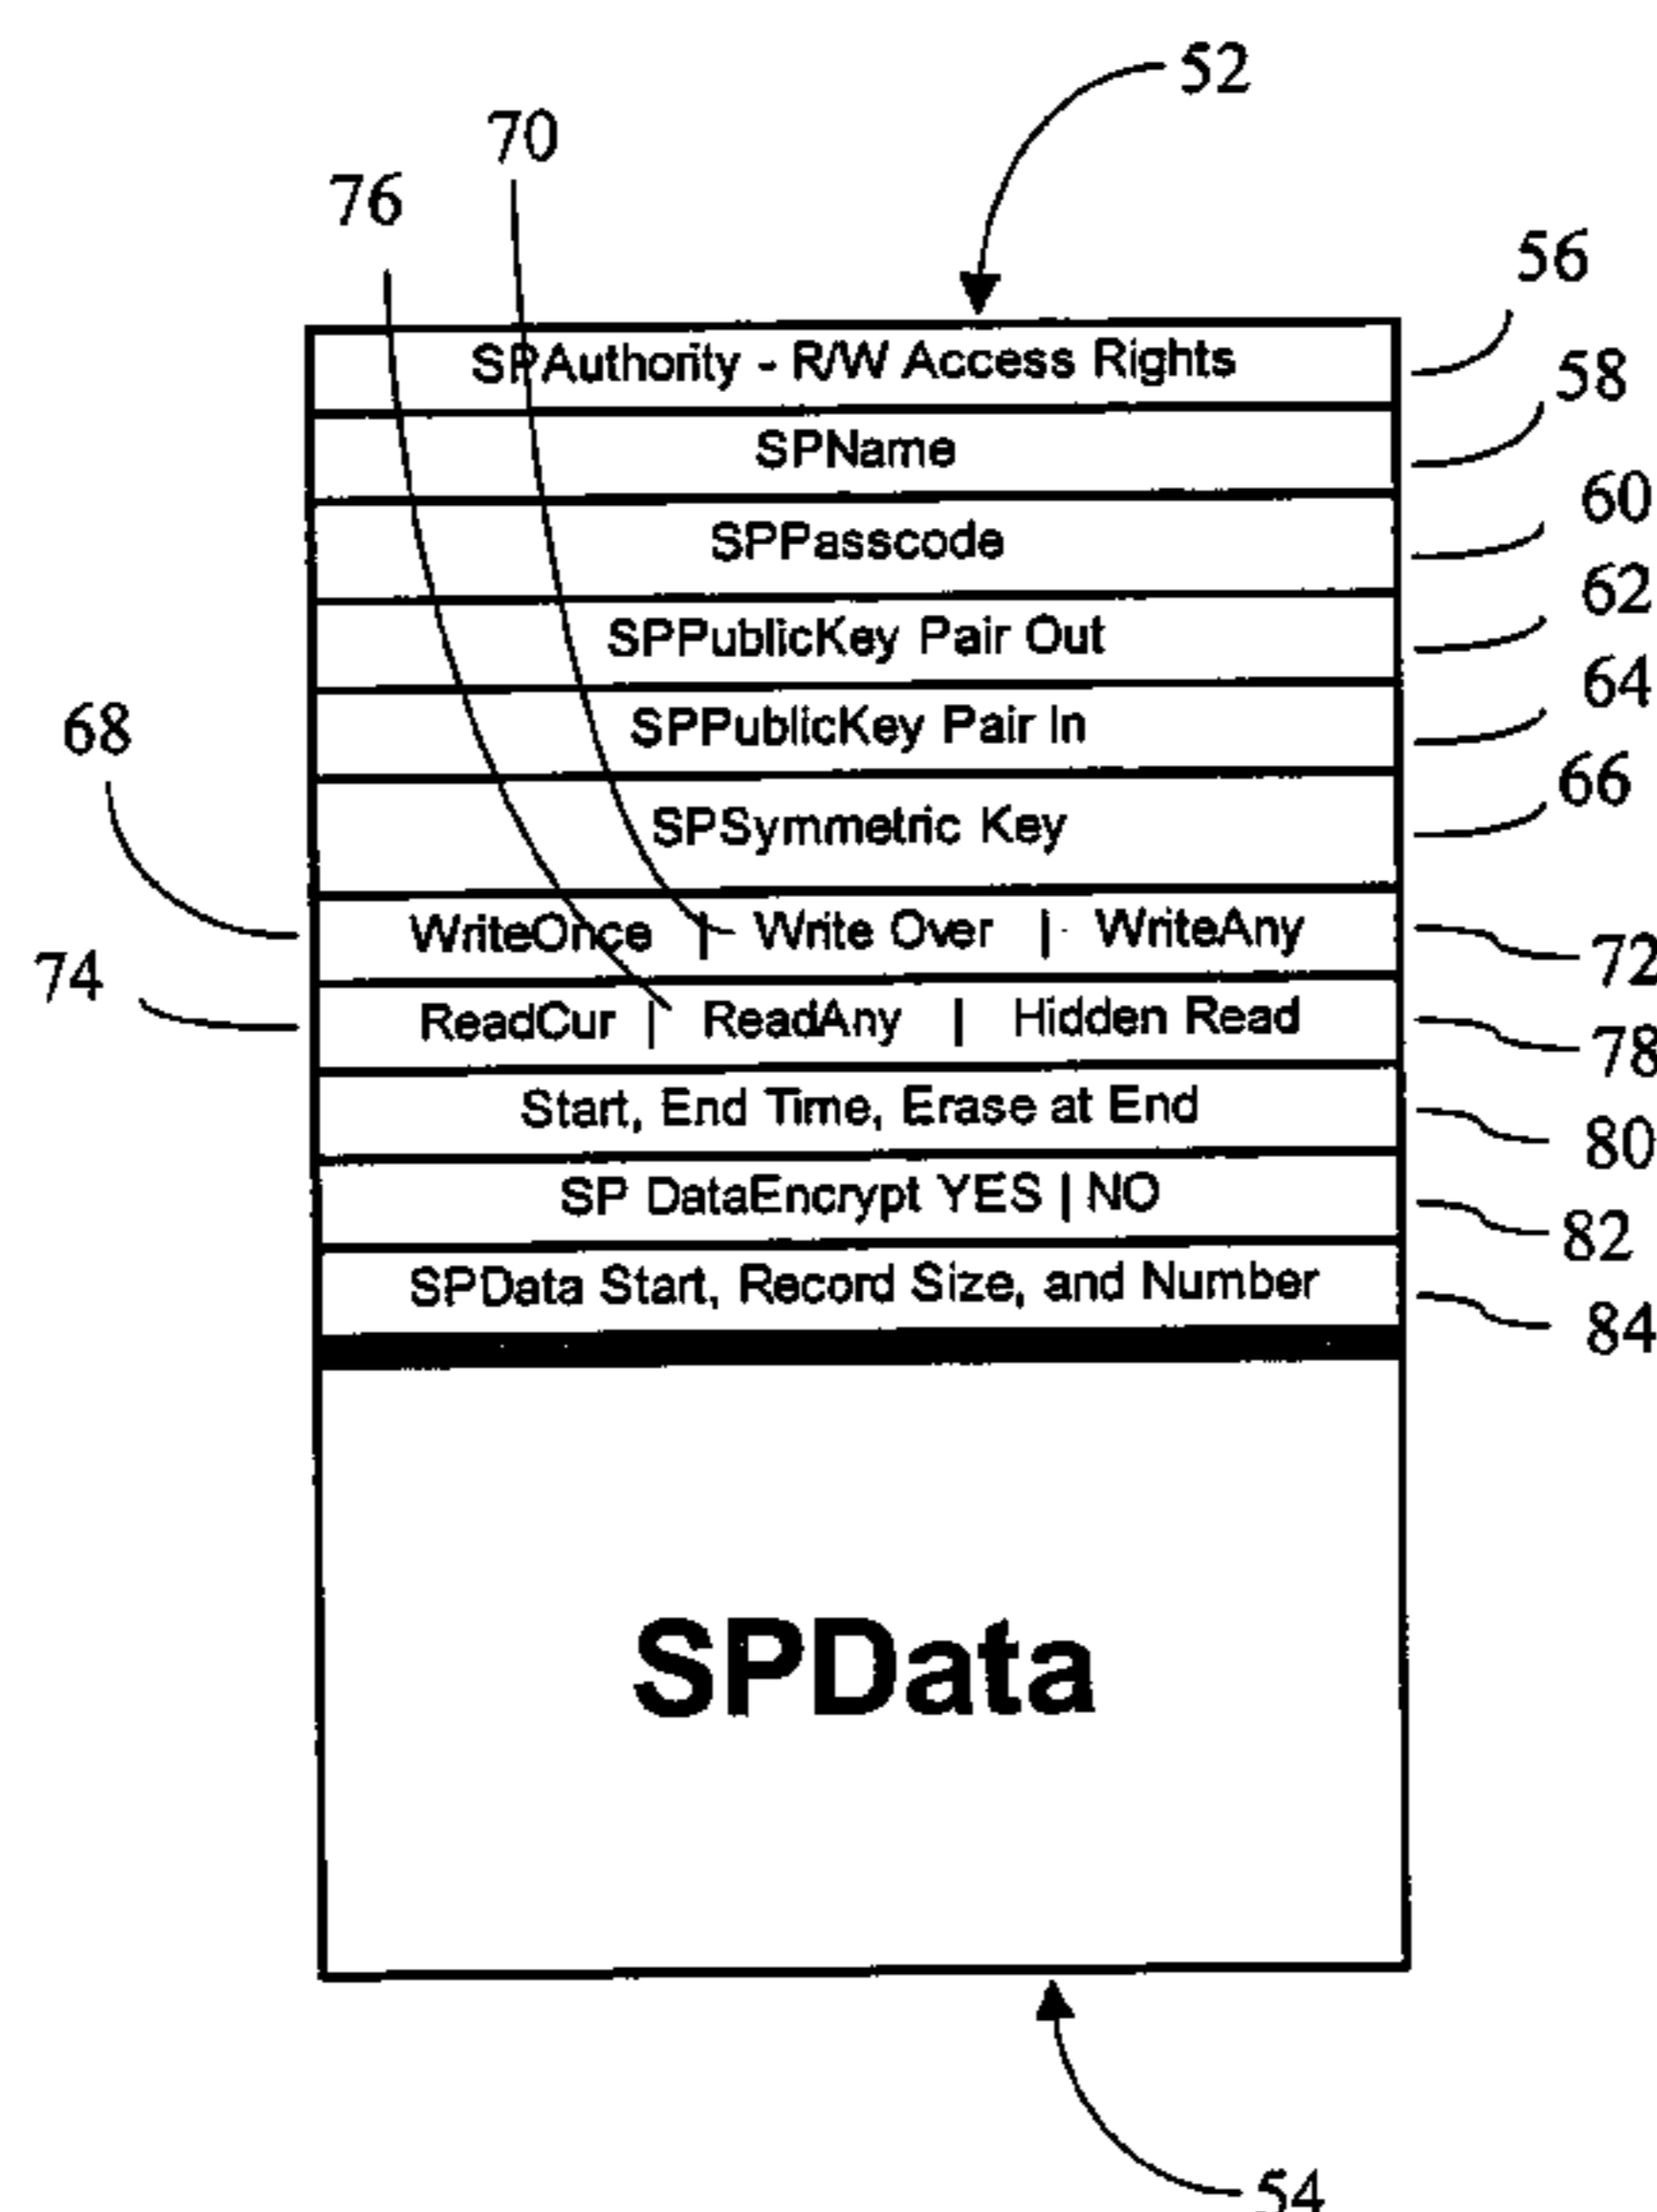 52
70
76
56
SPAuthority - R/W Access Rights
58
SPName
60
SPPasscode
62
SPPublicKey Pair Out
64
SPPublicKey Pair In
66
SPSymmetric Key
68
WriteOnce | Write Over | WriteAny
72
74
ReadCur | ReadAny | Hidden Read
78
Start, End Time, Erase at End
80
SP DataEncrypt YES | NO
82
SPData Start, Record Size, and Number
84
SPData
54